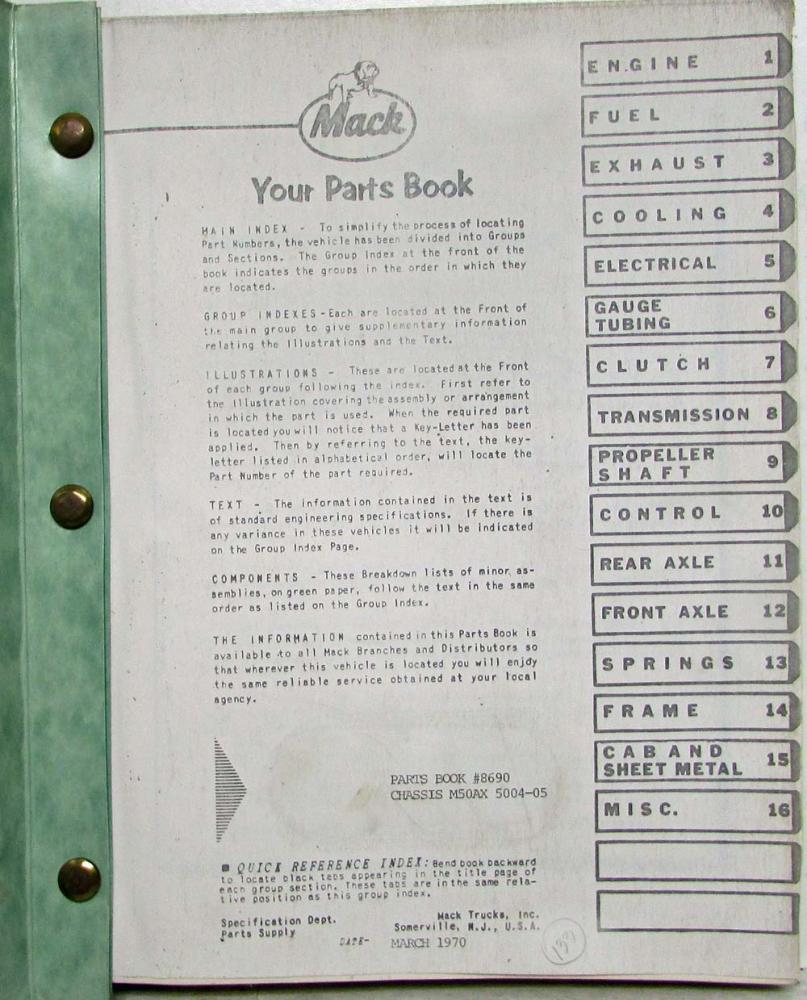 Mack
Your Parts Book
MAIN INDEX - To simplify the process of locating
Part Numbers, the vehicle has been divided into Groups
and Sections. The Group Index at the front of the
book indicates the groups in the order in which they
are located.
GROUP INDEXES - Each are located at the Front of
the main group to give supplementary information
relating the Illustrations and the Text.
ILLUSTRATIONS - These are located at the Front
of each group following the index. First refer to
the Illustration covering the assembly or arrangement
in which the part is used. When the required part
is located you will notice that a Key-Letter has been
applied. Then by referring to the text, the key-
letter listed in alphabetical order, will locate the
Part Number of the part required.
TEXT - The information contained in the text is
of standard engineering specifications. If there is
any variance in these vehicles it will be indicated
on the Group Index Page.
COMPONENTS - These Breakdown lists of minor as-
semblies, on green paper, follow the text in the same
order as listed on the Group Index.
THE INFORMATION contained in this Parts Book is
available to all Mack Branches and Distributors so
that wherever this vehicle is located you will enjoy
the same reliable service obtained at your local
agency.
PARTS BOOK #8690
CHASSIS M50AX 5004-05
QUICK REFERENCE INDEX: Bend book backward
to locate black tabs appearing in the title page of
each group section. These tabs are in the same rela-
tive position as this group index.
Specification Dept.
Parts Supply
Mack Trucks, Inc.
Somerville, N.J., U.S.A.
DATE- MARCH 1970
133
ENGINE 1
FUEL 2
EXHAUST 3
COOLING 4
ELECTRICAL 5
GAUGE
TUBING 6
CLUTCH 7
TRANSMISSION 8
PROPELLER
SHAFT 9
CONTROL 10
REAR AXLE 11
FRONT AXLE 12
SPRINGS 13
FRAME 14
CAB AND
SHEET METAL 15
MISC. 16